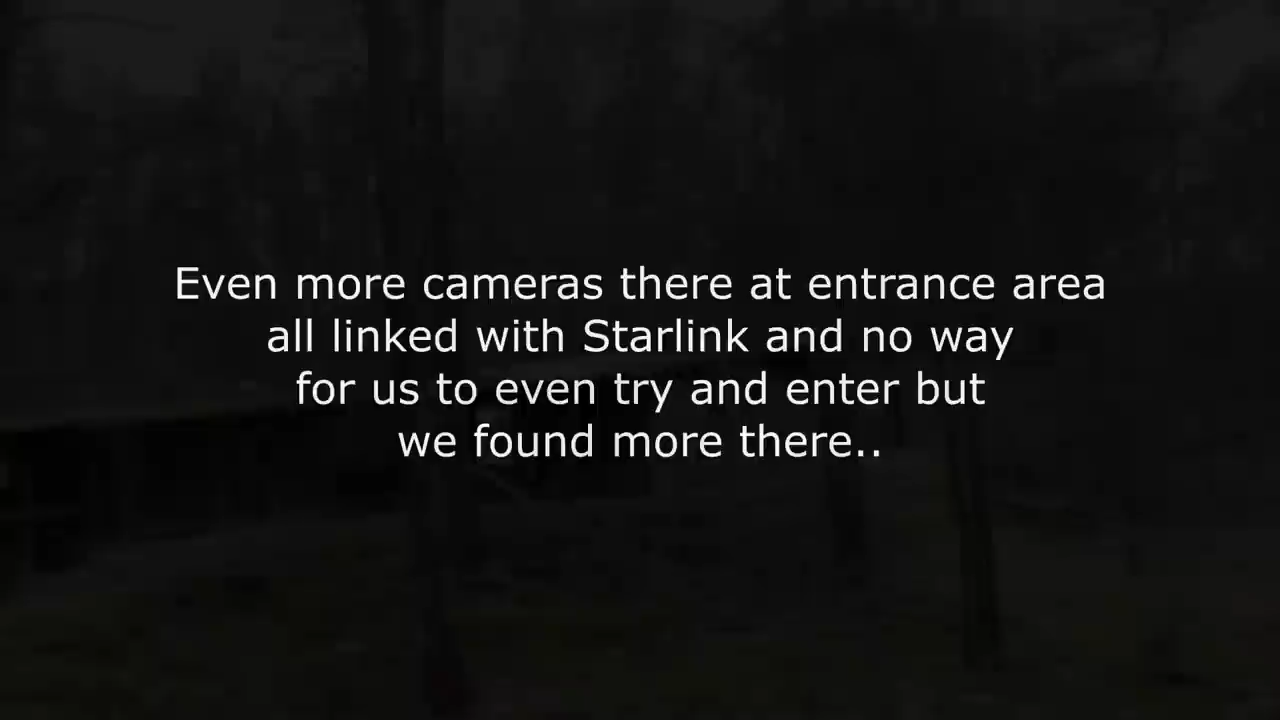 Even more cameras there at entrance area
all linked with Starlink and no way
for us to even try and enter but
we found more there..